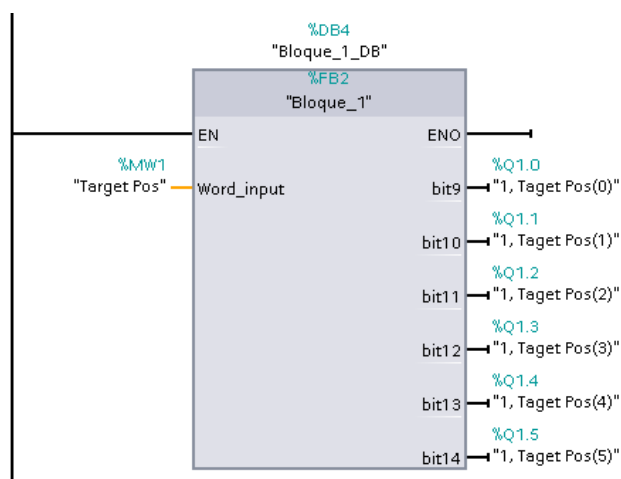 %DB4
"Bloque_1_DB"
%FB2
"Bloque_1"
EN ENO
%MW1
"Target Pos" Word_input
%Q1.0
bit9 "1, Taget Pos(0)"
%Q1.1
bit10 "1, Taget Pos(1)"
%Q1.2
bit11 "1, Taget Pos(2)"
%Q1.3
bit12 "1, Taget Pos(3)"
%Q1.4
bit13 "1, Taget Pos(4)"
%Q1.5
bit14 "1, Taget Pos(5)"